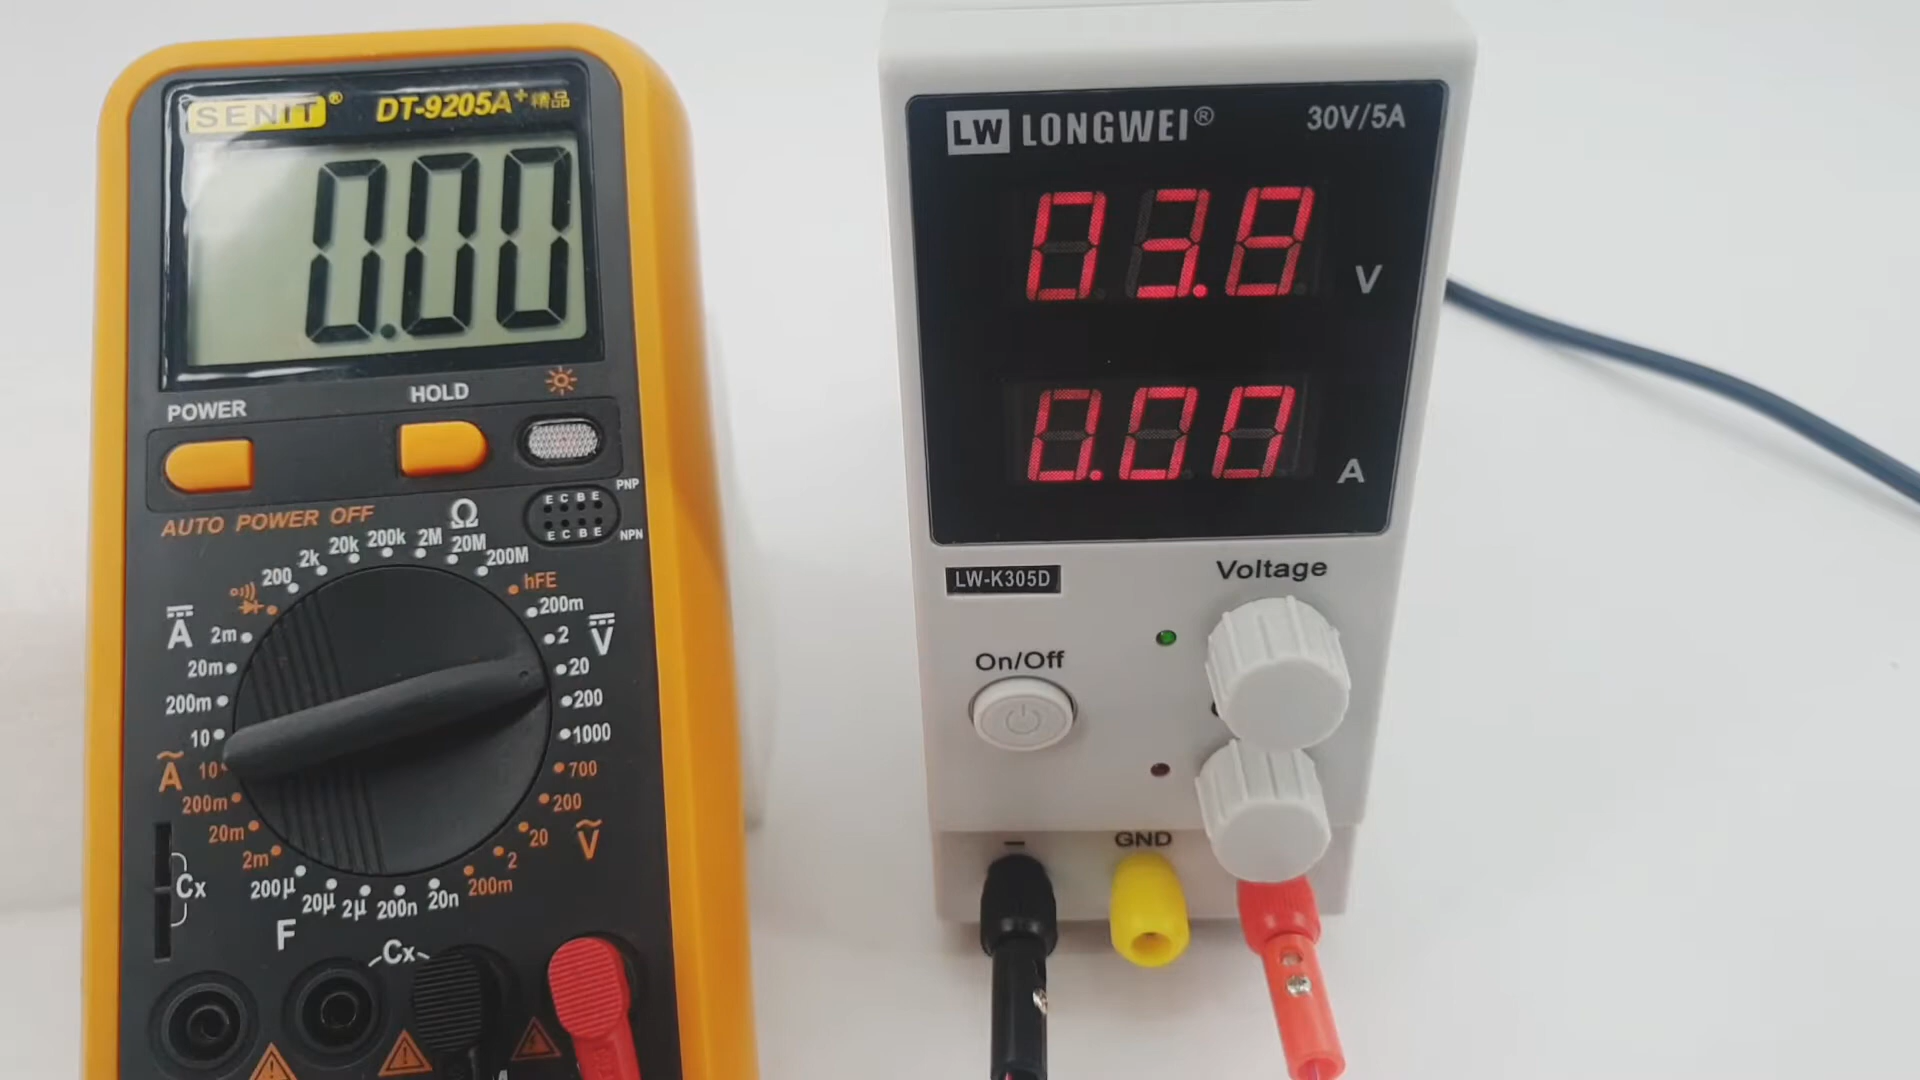 SENIT® DT-9205A+精品
0.00
POWER
HOLD
AUTO POWER OFF
Ω
PNP
E C B E
E C B E
NPN
200 2k 20k 200k 2M 20M 200M
hFE
A
2m
20m
200m
10
A
10
200m
20m
2m
200m
2
20
200
1000
V
700
200
20
2
200m
V
200µ 20µ 2µ 200n 20n
F
Cx
Cx
LW LONGWEI® 30V/5A
03.8 V
0.00 A
LW-K305D
Voltage
On/Off
GND